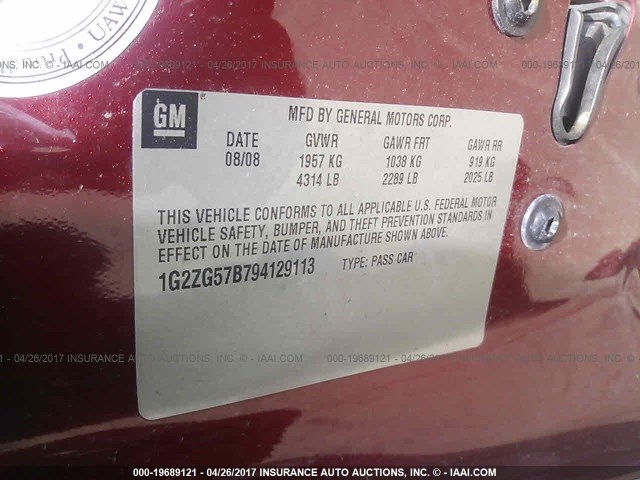 UAW
GM
MFD BY GENERAL MOTORS CORP.
DATE GVWR GAWR FRT GAWR RR
08/08 1957 KG 1038 KG 919 KG
4314 LB 2289 LB 2025 LB
THIS VEHICLE CONFORMS TO ALL APPLICABLE U.S. FEDERAL MOTOR
VEHICLE SAFETY, BUMPER, AND THEFT PREVENTION STANDARDS IN
EFFECT ON THE DATE OF MANUFACTURE SHOWN ABOVE.
1G2ZG57B794129113 TYPE: PASS CAR
000-19689121 - 04/26/2017 INSURANCE AUTO AUCTIONS, INC. - © - IAAI.COM